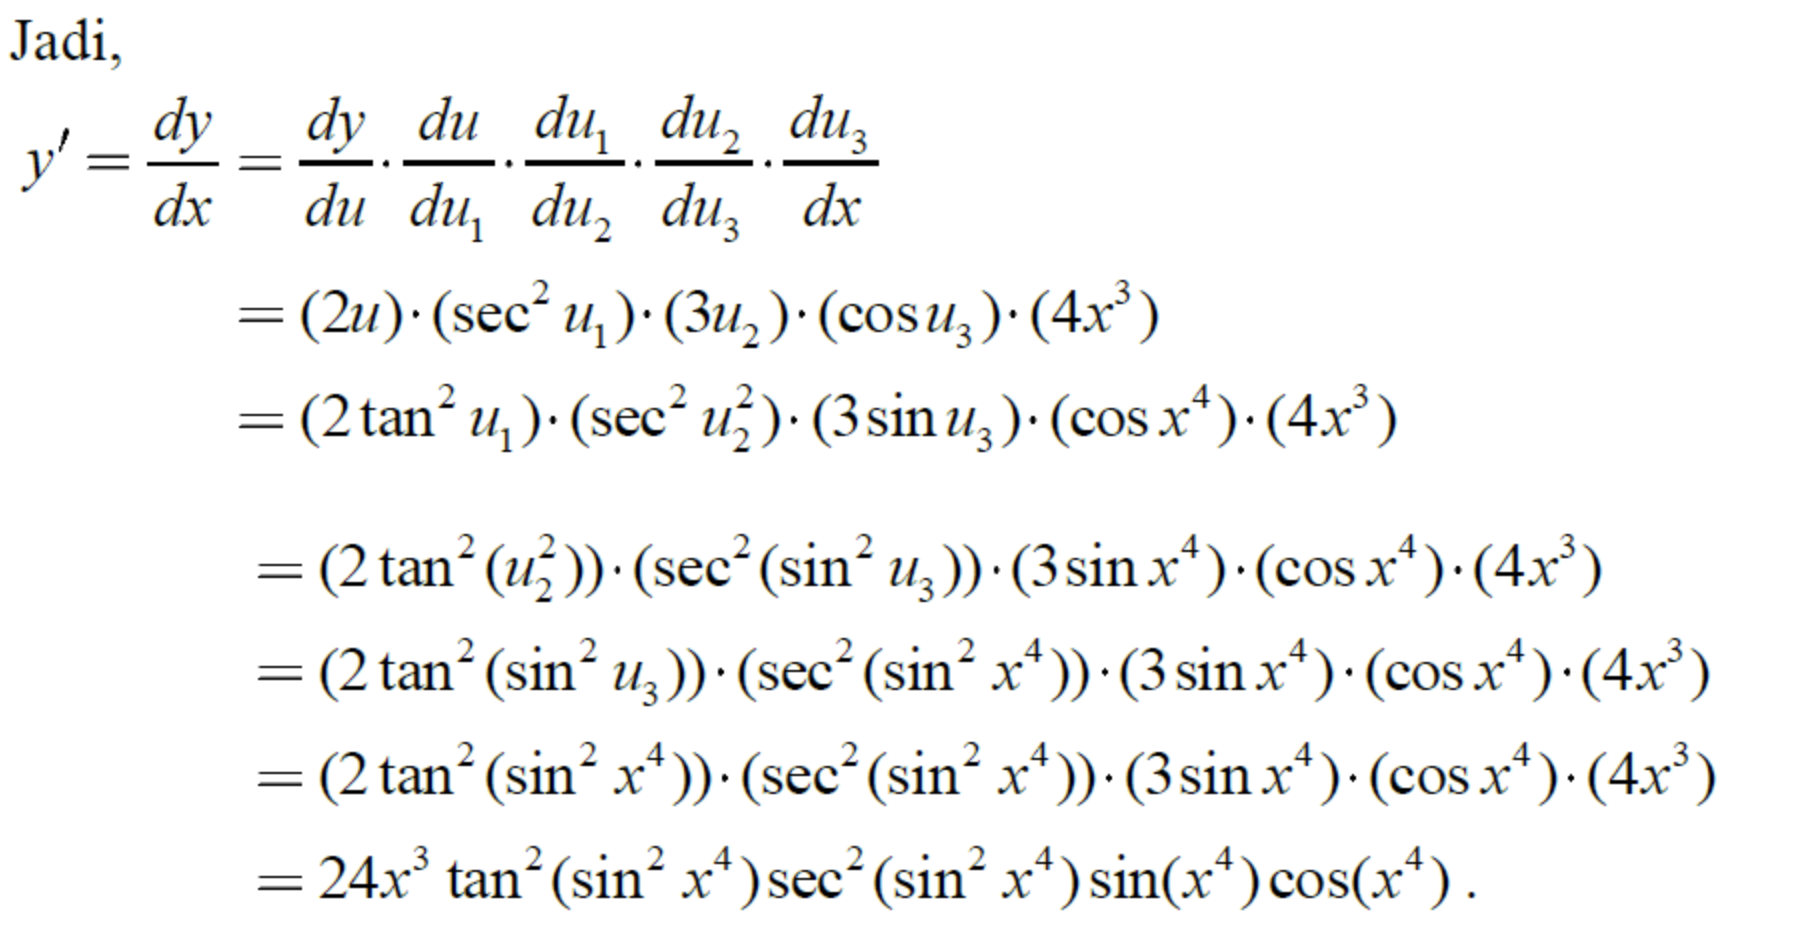 Jadi,
y′ = dy/dx = dy/du · du/du₁ · du₁/du₂ · du₂/du₃ · du₃/dx
= (2u)·(sec² u₁)·(3u₂)·(cos u₃)·(4x³)
= (2 tan² u₁)·(sec² u₂²)·(3 sin u₃)·(cos x⁴)·(4x³)
= (2 tan² (u₂²))·(sec² (sin² u₃))·(3 sin x⁴)·(cos x⁴)·(4x³)
= (2 tan² (sin² u₃))·(sec² (sin² x⁴))·(3 sin x⁴)·(cos x⁴)·(4x³)
= (2 tan² (sin² x⁴))·(sec² (sin² x⁴))·(3 sin x⁴)·(cos x⁴)·(4x³)
= 24x³ tan² (sin² x⁴) sec² (sin² x⁴) sin(x⁴) cos(x⁴) .